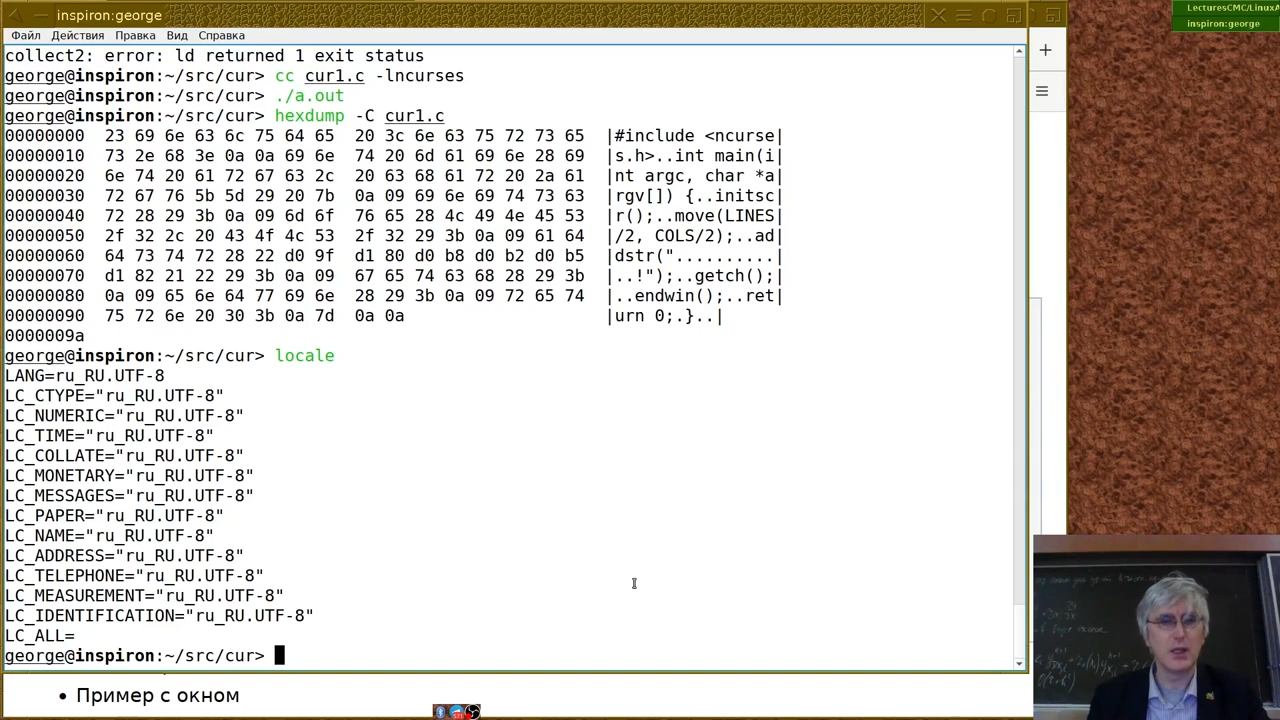 inspiron:george
LecturesCMC/LinuxA
inspiron:george
Файл Действия Правка Вид Справка
collect2: error: ld returned 1 exit status
george@inspiron:~/src/cur> cc cur1.c -lncurses
george@inspiron:~/src/cur> ./a.out
george@inspiron:~/src/cur> hexdump -C cur1.c
00000000  23 69 6e 63 6c 75 64 65  20 3c 6e 63 75 72 73 65  |#include <ncurse|
00000010  73 2e 68 3e 0a 0a 69 6e  74 20 6d 61 69 6e 28 69  |s.h>..int main(i|
00000020  6e 74 20 61 72 67 63 2c  20 63 68 61 72 20 2a 61  |nt argc, char *a|
00000030  72 67 76 5b 5d 29 20 7b  0a 09 69 6e 69 74 73 63  |rgv[]) {..initsc|
00000040  72 28 29 3b 0a 09 6d 6f  76 65 28 4c 49 4e 45 53  |r();..move(LINES|
00000050  2f 32 2c 20 43 4f 4c 53  2f 32 29 3b 0a 09 61 64  |/2, COLS/2);..ad|
00000060  64 73 74 72 28 22 d0 9f  d1 80 d0 b8 d0 b2 d0 b5  |dstr("..........|
00000070  d1 82 21 22 29 3b 0a 09  67 65 74 63 68 28 29 3b  |..!");..getch();|
00000080  0a 09 65 6e 64 77 69 6e  28 29 3b 0a 09 72 65 74  |..endwin();..ret|
00000090  75 72 6e 20 30 3b 0a 7d  0a 0a  |urn 0;.}..|
0000009a
george@inspiron:~/src/cur> locale
LANG=ru_RU.UTF-8
LC_CTYPE="ru_RU.UTF-8"
LC_NUMERIC="ru_RU.UTF-8"
LC_TIME="ru_RU.UTF-8"
LC_COLLATE="ru_RU.UTF-8"
LC_MONETARY="ru_RU.UTF-8"
LC_MESSAGES="ru_RU.UTF-8"
LC_PAPER="ru_RU.UTF-8"
LC_NAME="ru_RU.UTF-8"
LC_ADDRESS="ru_RU.UTF-8"
LC_TELEPHONE="ru_RU.UTF-8"
LC_MEASUREMENT="ru_RU.UTF-8"
LC_IDENTIFICATION="ru_RU.UTF-8"
LC_ALL=
george@inspiron:~/src/cur>
• Пример с окном